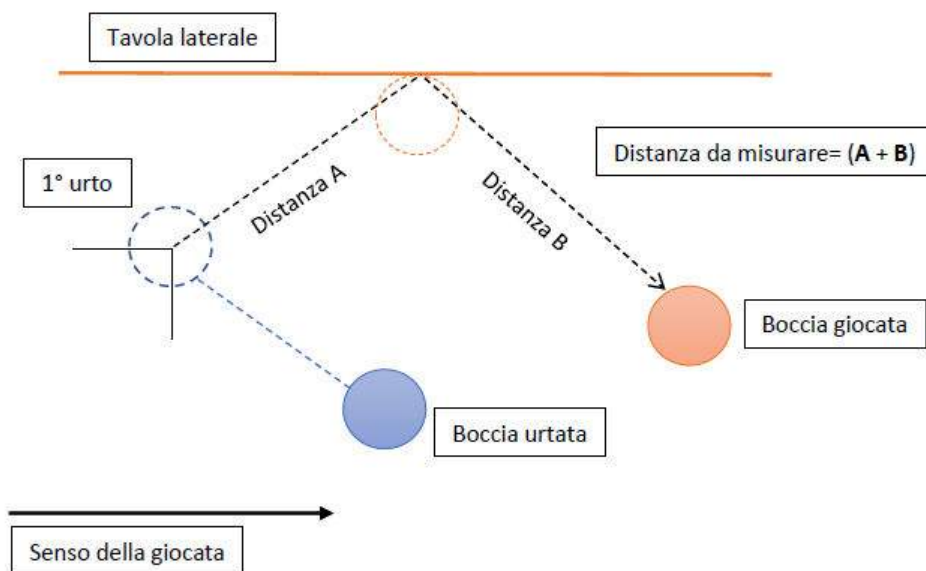 Tavola laterale
1° urto
Distanza A
Distanza B
Distanza da misurare= (A + B)
Boccia giocata
Boccia urtata
Senso della giocata